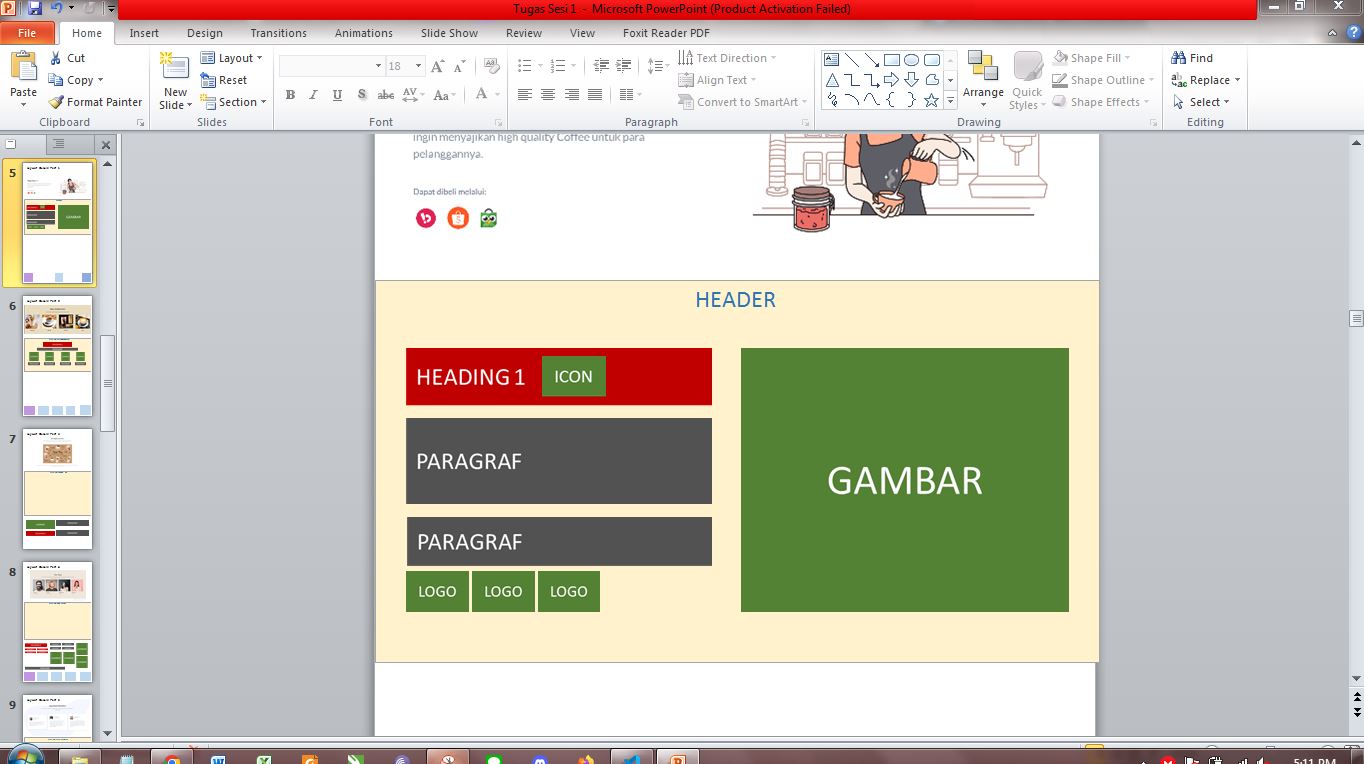 Tugas Sesi 1 - Microsoft PowerPoint (Product Activation Failed)
File Home Insert Design Transitions Animations Slide Show Review View Foxit Reader PDF
Paste
Cut
Copy
Format Painter
Clipboard
New
Slide
Layout
Reset
Section
Slides
18
B I U S abc AV Aa A
Font
Text Direction
Align Text
Convert to SmartArt
Paragraph
Arrange
Quick
Styles
Shape Fill
Shape Outline
Shape Effects
Drawing
Find
Replace
Select
Editing
5
6
7
8
9
ingin menyajikan high quality Coffee untuk para
pelanggannya.
Dapat dibeli melalui:
HEADER
HEADING 1
ICON
PARAGRAF
PARAGRAF
LOGO LOGO LOGO
GAMBAR
5:11 PM